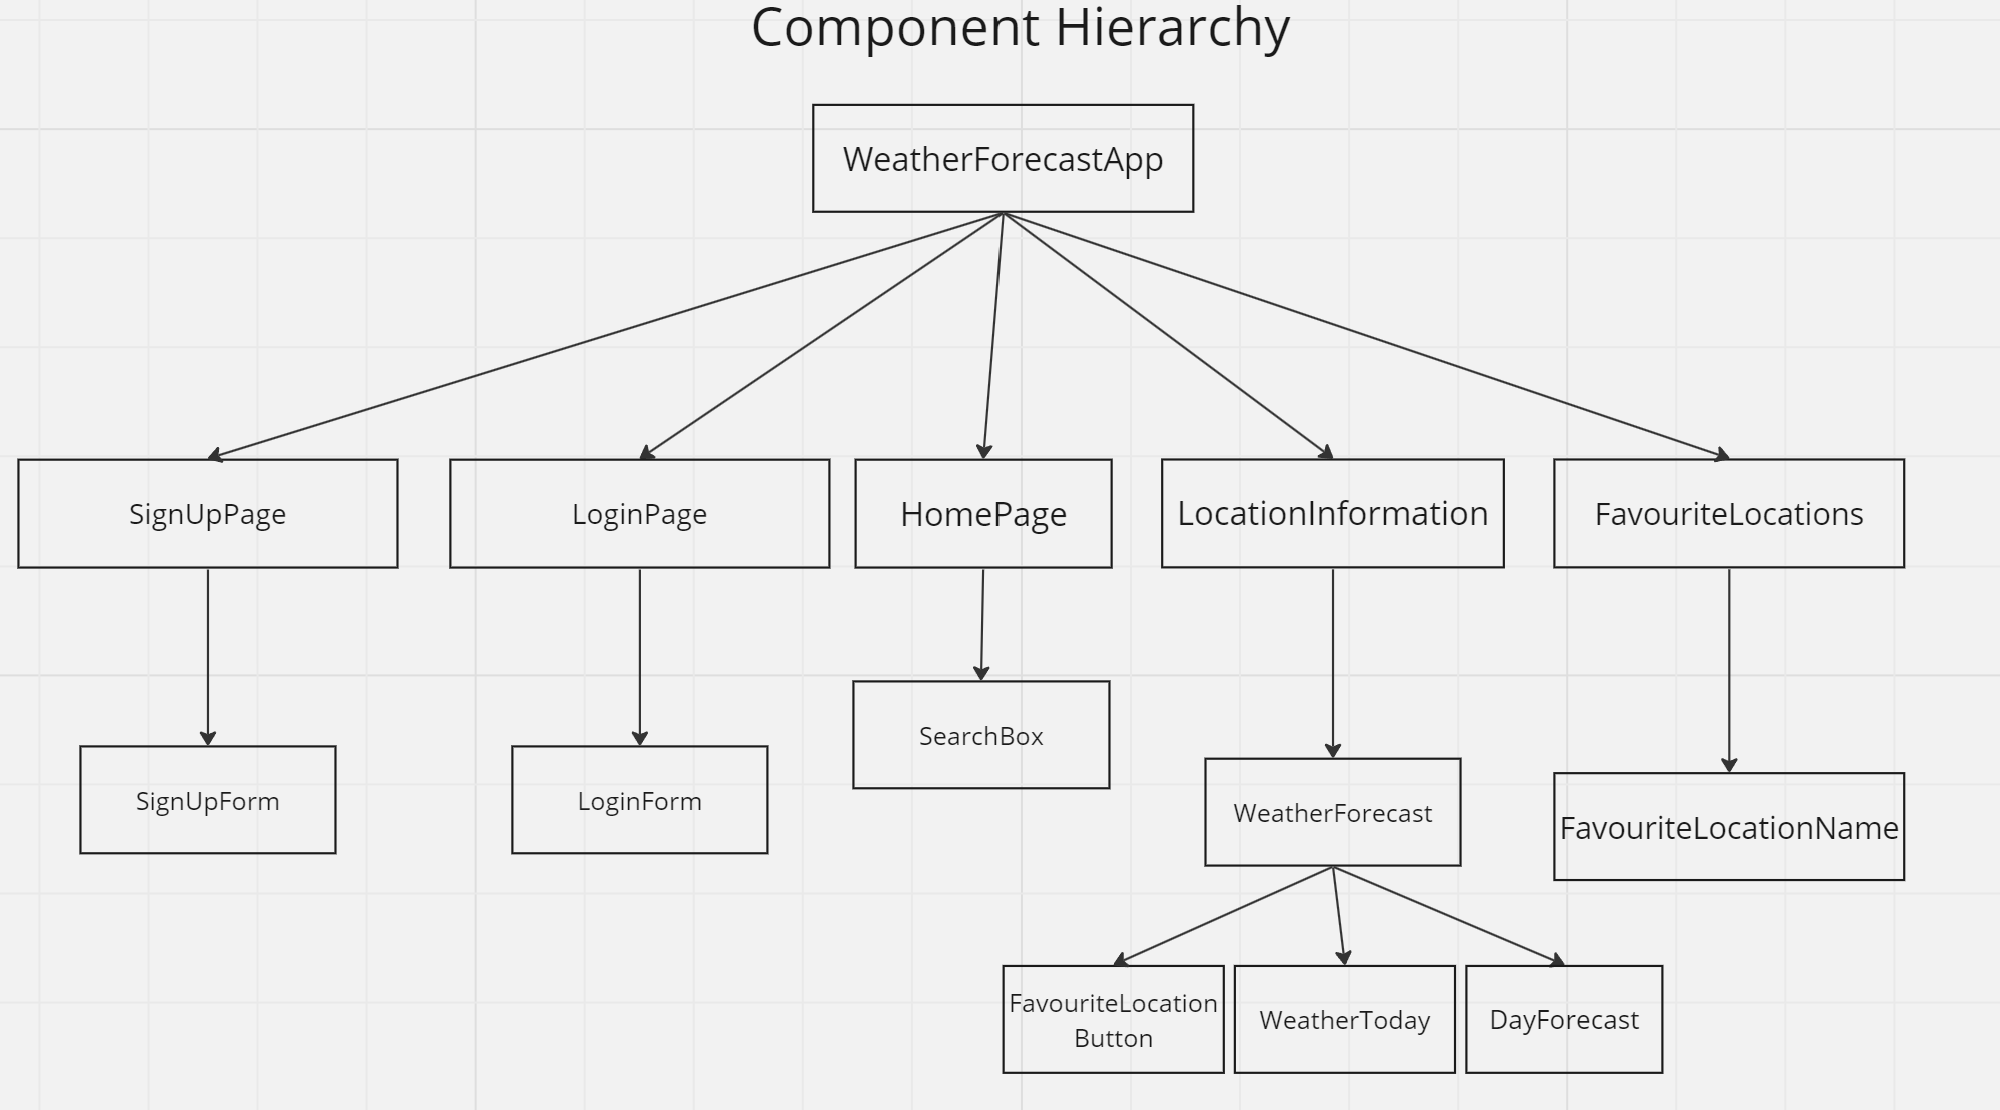 Component Hierarchy
WeatherForecastApp
SignUpPage
LoginPage
HomePage
LocationInformation
FavouriteLocations
SignUpForm
LoginForm
SearchBox
WeatherForecast
FavouriteLocationName
FavouriteLocation
Button
WeatherToday
DayForecast